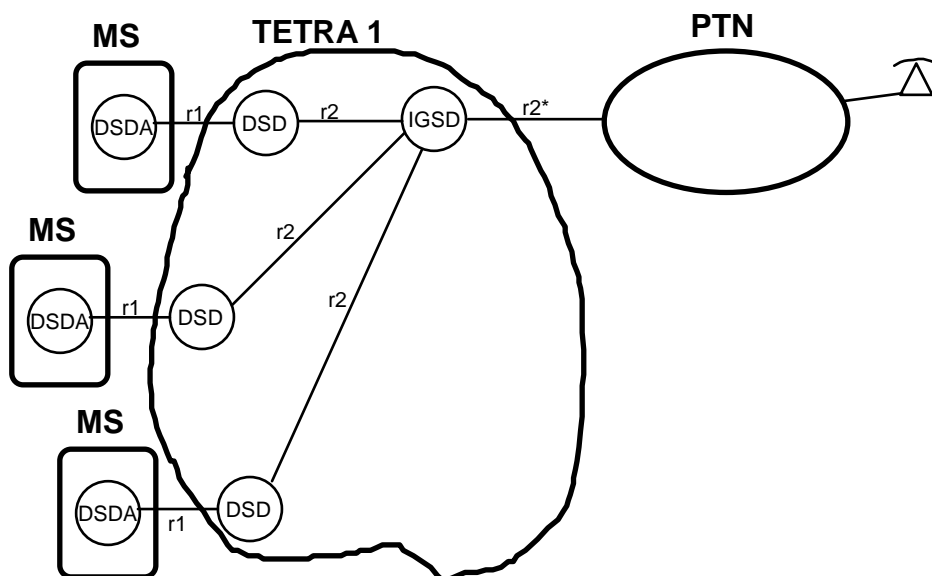 MS
TETRA 1
PTN
DSDA
r1
DSD
r2
IGSD
r2*
MS
r2
DSDA
r1
DSD
r2
MS
DSDA
r1
DSD